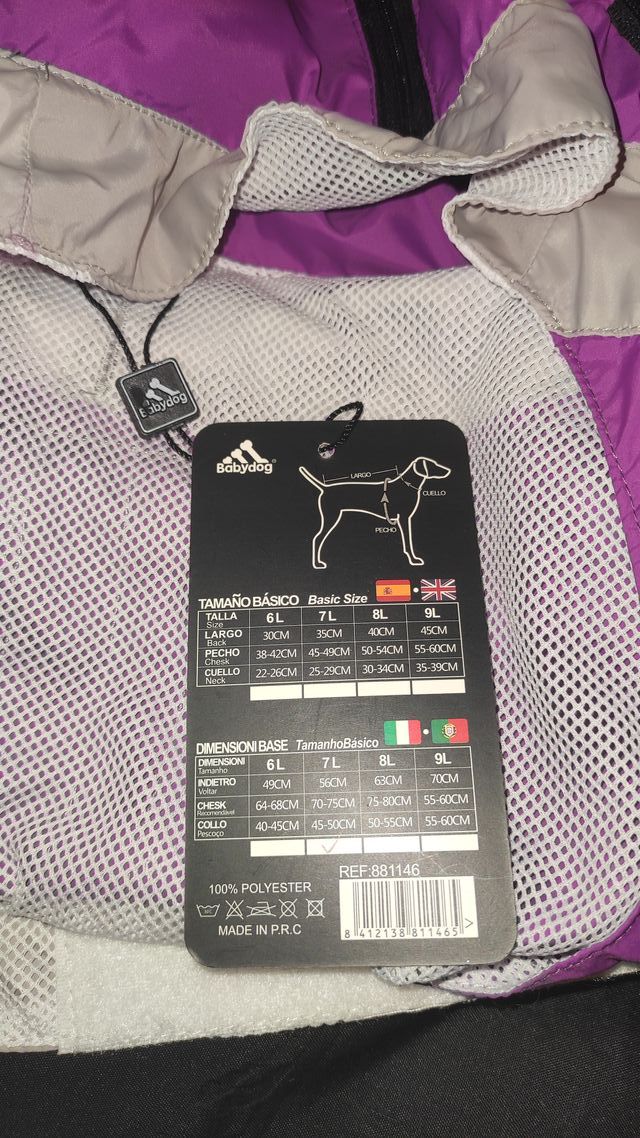 Babydog
Babydog®
LARGO
CUELLO
PECHO
TAMAÑO BÁSICO Basic Size
TALLA 6L 7L 8L 9L
Size
LARGO 30CM 35CM 40CM 45CM
Back
PECHO 38-42CM 45-49CM 50-54CM 55-60CM
Chesk
CUELLO 22-26CM 25-29CM 30-34CM 35-39CM
Neck
DIMENSIONI BASE TamanhoBásico
DIMENSIONI 6L 7L 8L 9L
Tamanho
INDIETRO 49CM 56CM 63CM 70CM
Voltar
CHESK 64-68CM 70-75CM 75-80CM 55-60CM
Recomendável
COLLO 40-45CM 45-50CM 50-55CM 55-60CM
Pescoço
REF:881146
100% POLYESTER
MADE IN P.R.C
8 412138 811465 >